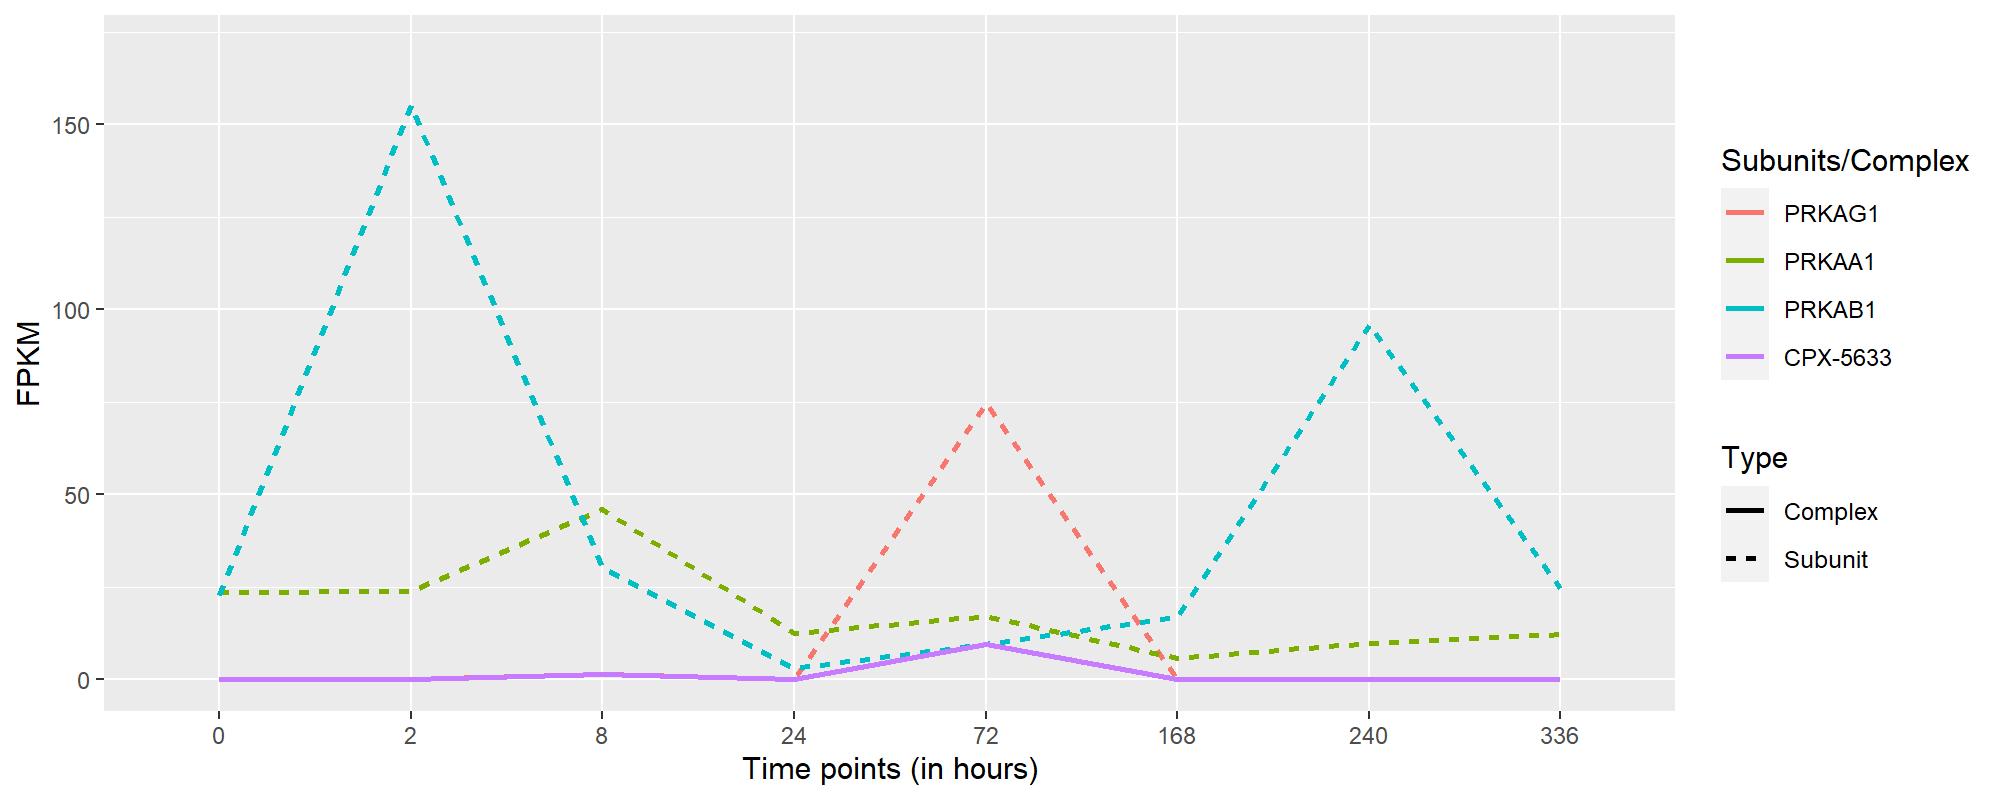 150
100
50
0
FPKM
0 2 8 24 72 168 240 336
Time points (in hours)
Subunits/Complex
PRKAG1
PRKAA1
PRKAB1
CPX-5633
Type
Complex
Subunit